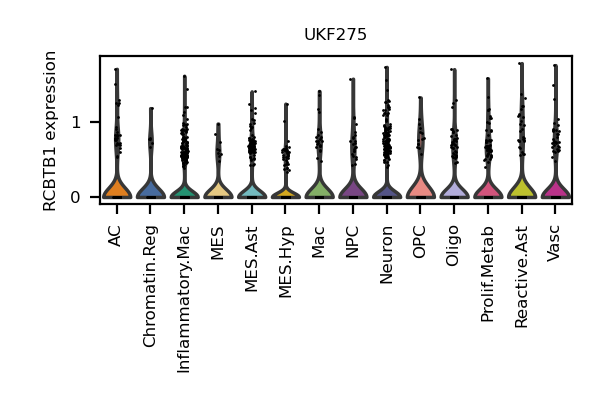 UKF275
RCBTB1 expression
1
0
AC
Chromatin.Reg
Inflammatory.Mac
MES
MES.Ast
MES.Hyp
Mac
NPC
Neuron
OPC
Oligo
Prolif.Metab
Reactive.Ast
Vasc